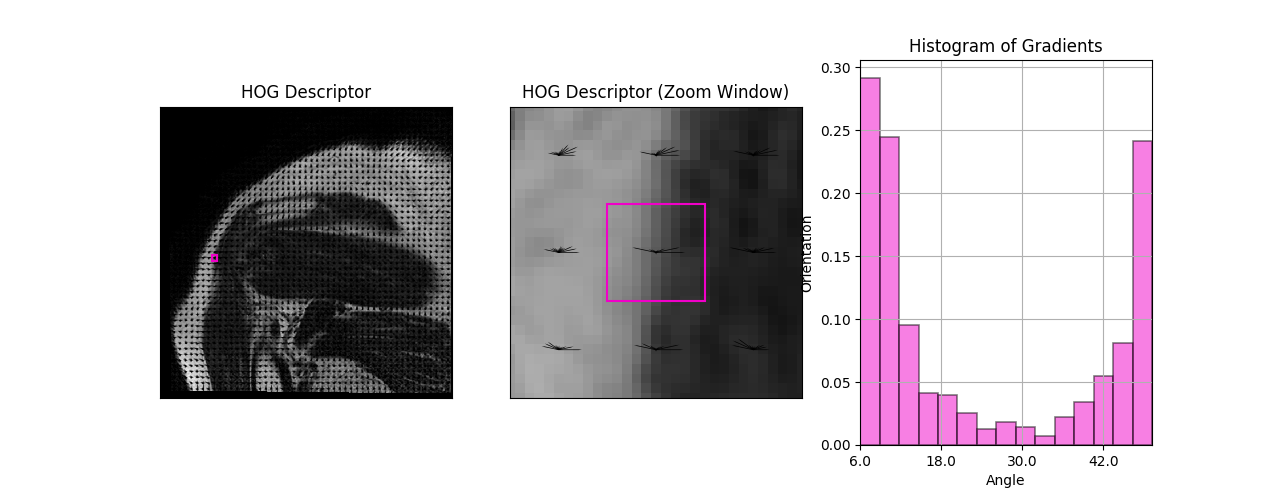 HOG Descriptor
HOG Descriptor (Zoom Window)
Histogram of Gradients
0.30
0.25
0.20
0.15
0.10
0.05
0.00
Orientation
6.0 18.0 30.0 42.0
Angle